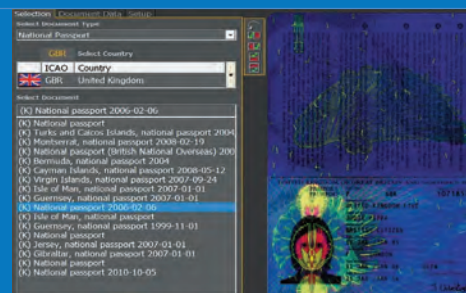 Selection Document Data Setup
Select Document Type
National Passport
GBR Select Country
ICAO Country
GBR United Kingdom
Select Document
(K) National passport 2006-02-06
(K) National passport
(K) Turks and Caicos Islands, national passport 2004
(K) Montserrat, national passport 2008-02-19
(K) National passport (British National Overseas) 200
(K) Bermuda, national passport 2004
(K) Cayman Islands, national passport 2008-05-12
(K) Virgin Islands, national passport 2007-09-24
(K) Isle of Man, national passport 2007-01-01
(K) Guernsey, national passport 2007-01-01
(K) National passport 2006-02-06
(K) Isle of Man, national passport
(K) Guernsey, national passport 1999-11-01
(K) National passport
(K) Jersey, national passport 2007-01-01
(K) Gibraltar, national passport 2007-01-01
(K) National passport
(K) National passport 2010-10-05